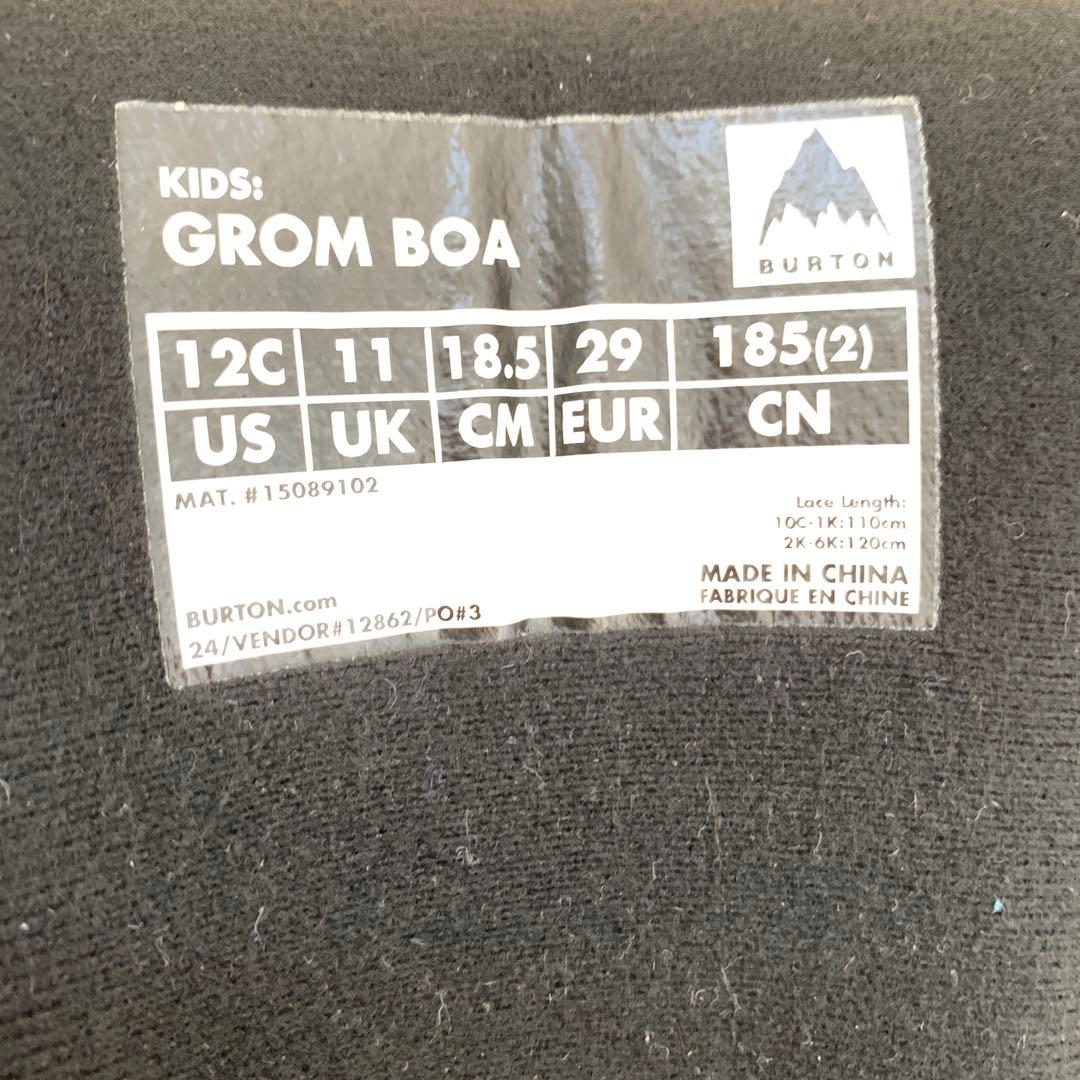 KIDS:
GROM BOA
BURTON
12C 11 18.5 29 185(2)
US UK CM EUR CN
MAT. #15089102
Lace Length:
10C-1K:110cm
2K-6K:120cm
MADE IN CHINA
FABRIQUE EN CHINE
BURTON.com
24/VENDOR#12862/PO#3